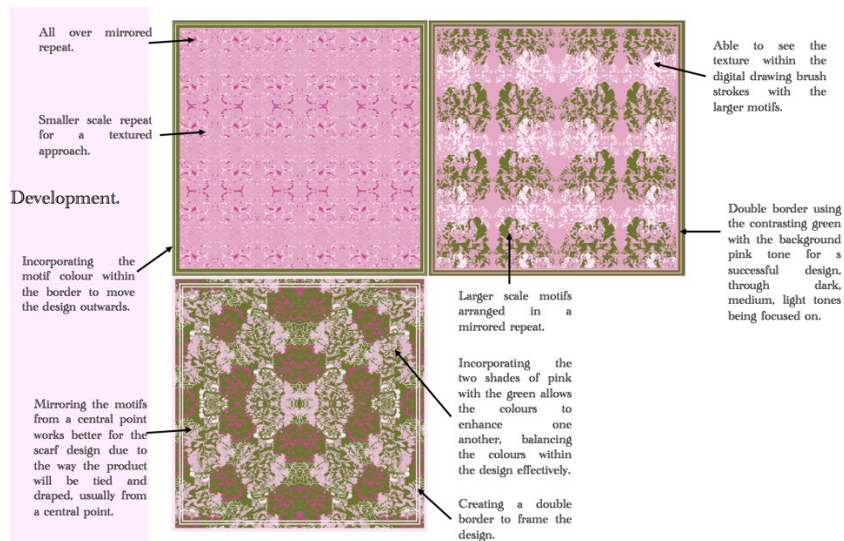 All over mirrored
repeat.
Smaller scale repeat
for a textured
approach.
Development.
Incorporating the
motif colour within
the border to move
the design outwards.
Mirroring the motifs
from a central point
works better for the
scarf design due to
the way the product
will be tied and
draped, usually from
a central point.
Able to see the
texture within the
digital drawing brush
strokes with the
larger motifs.
Double border using
the contrasting green
with the background
pink tone for s
successful design,
through dark,
medium, light tones
being focused on.
Larger scale motifs
arranged in a
mirrored repeat.
Incorporating the
two shades of pink
with the green allows
the colours to
enhance one
another, balancing
the colours within
the design effectively.
Creating a double
border to frame the
design.